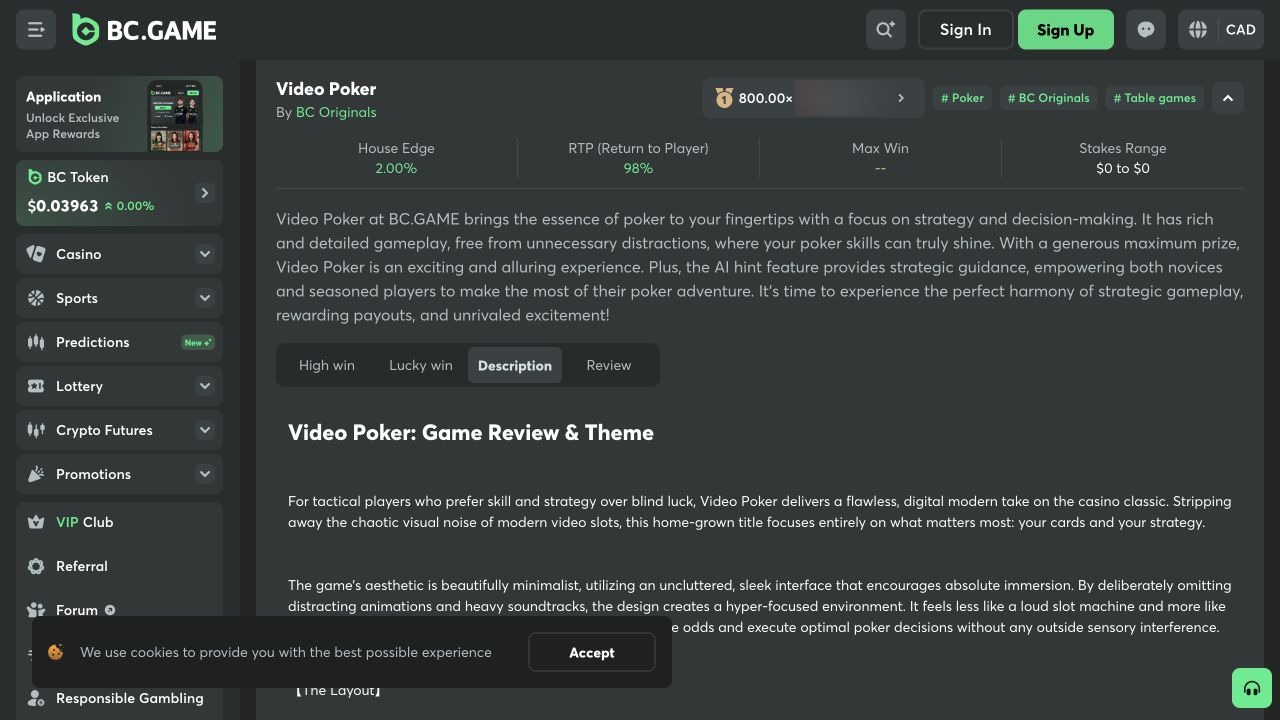 BC.GAME
Sign In
Sign Up
CAD
Application
Unlock Exclusive
App Rewards
BC Token
$0.03963 0.00%
Casino
Sports
Predictions New
Lottery
Crypto Futures
Promotions
VIP Club
Referral
Forum
Responsible Gambling
Video Poker
By BC Originals
1 800.00×
# Poker
# BC Originals
# Table games
House Edge
2.00%
RTP (Return to Player)
98%
Max Win
--
Stakes Range
$0 to $0
Video Poker at BC.GAME brings the essence of poker to your fingertips with a focus on strategy and decision-making. It has rich
and detailed gameplay, free from unnecessary distractions, where your poker skills can truly shine. With a generous maximum prize,
Video Poker is an exciting and alluring experience. Plus, the AI hint feature provides strategic guidance, empowering both novices
and seasoned players to make the most of their poker adventure. It's time to experience the perfect harmony of strategic gameplay,
rewarding payouts, and unrivaled excitement!
High win Lucky win Description Review
Video Poker: Game Review & Theme
For tactical players who prefer skill and strategy over blind luck, Video Poker delivers a flawless, digital modern take on the casino classic. Stripping
away the chaotic visual noise of modern video slots, this home-grown title focuses entirely on what matters most: your cards and your strategy.
The game's aesthetic is beautifully minimalist, utilizing an uncluttered, sleek interface that encourages absolute immersion. By deliberately omitting
distracting animations and heavy soundtracks, the design creates a hyper-focused environment. It feels less like a loud slot machine and more like
e odds and execute optimal poker decisions without any outside sensory interference.
【The Layout】
We use cookies to provide you with the best possible experience
Accept